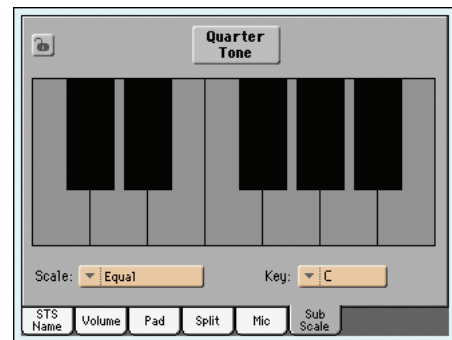 Quarter
Tone
Scale: Equal Key: C
STS
Name
Volume
Pad
Split
Mic
Sub
Scale